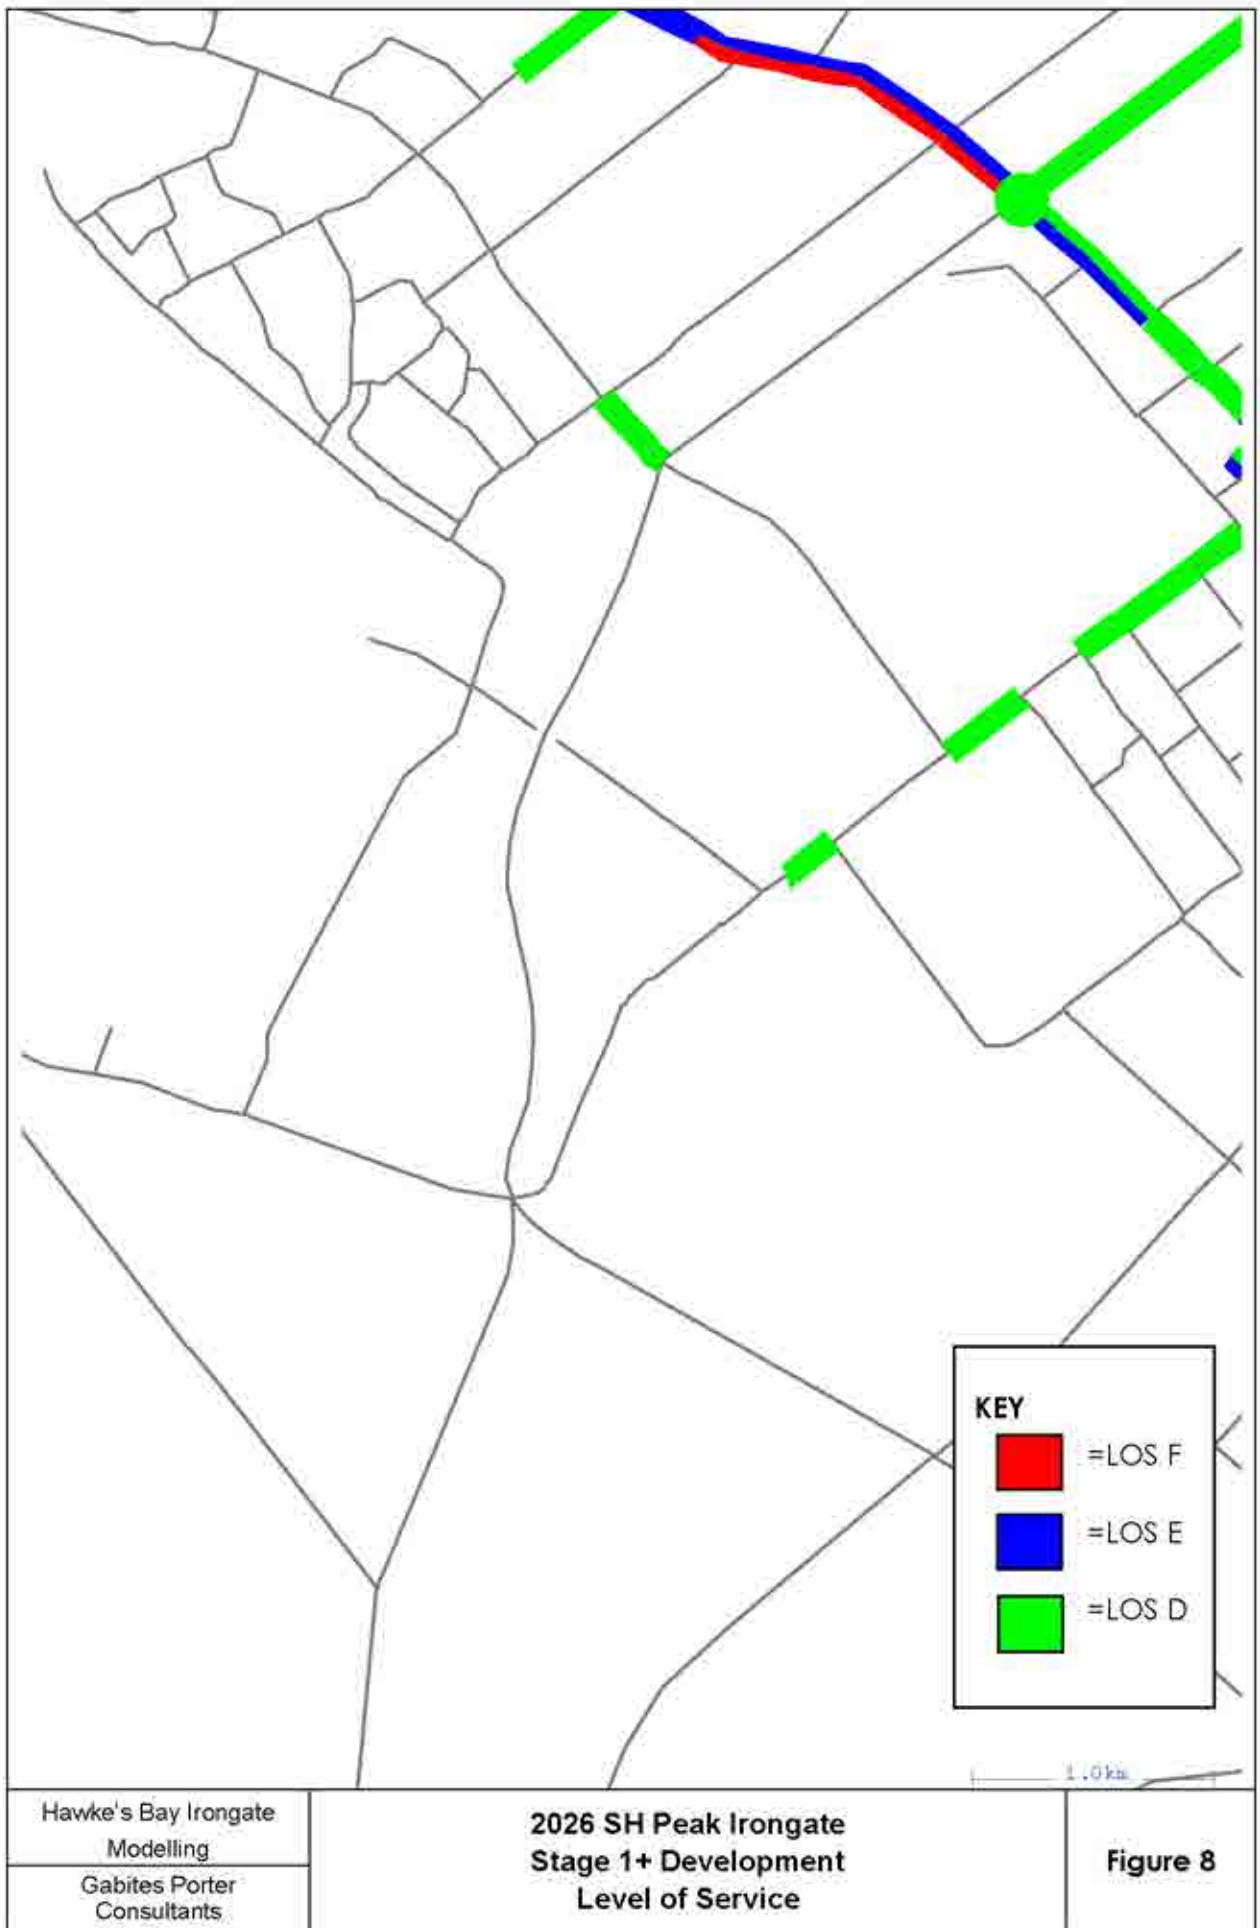 KEY
=LOS F
=LOS E
=LOS D
1.0km
Hawke's Bay Irongate
Modelling
Gabites Porter
Consultants
2026 SH Peak Irongate
Stage 1+ Development
Level of Service
Figure 8